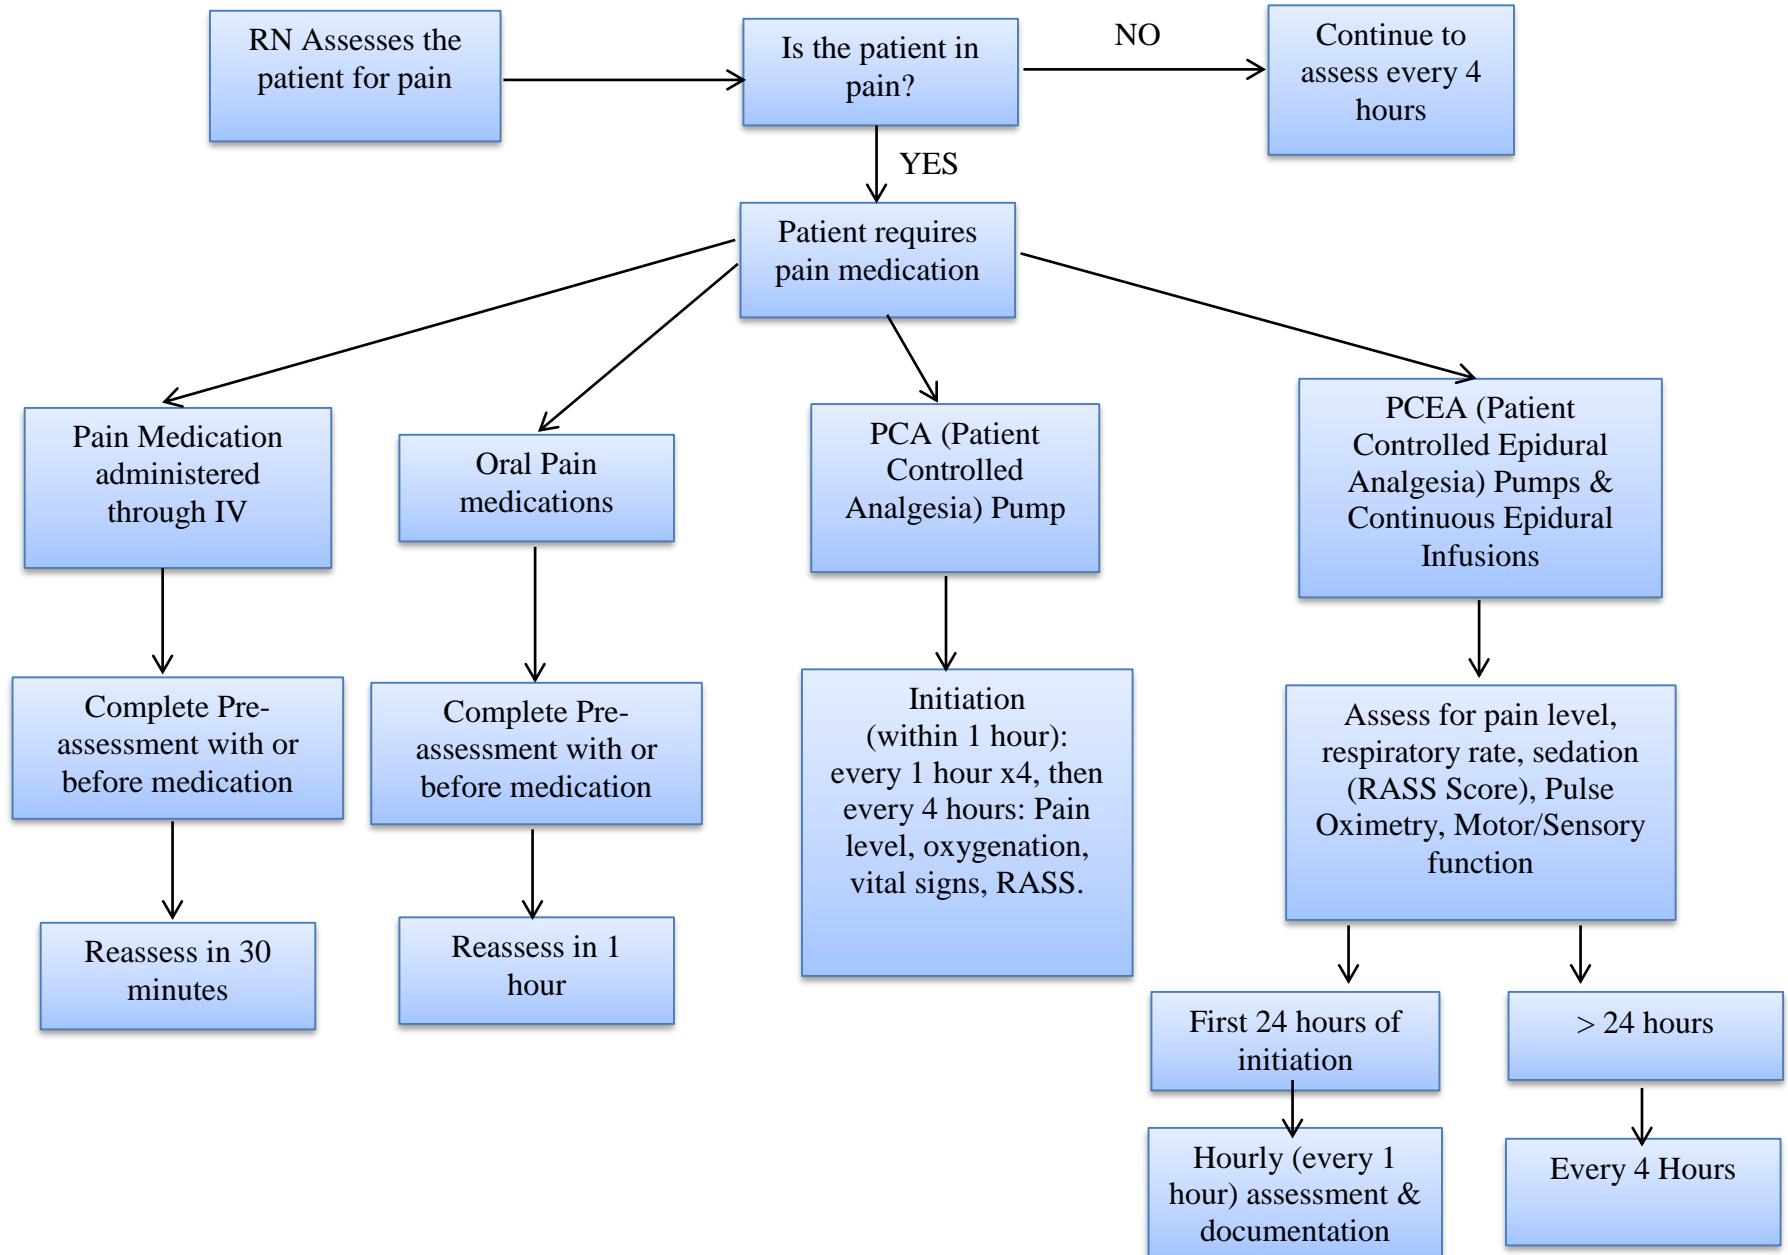 RN Assesses the
patient for pain
Is the patient in
pain?
NO
Continue to
assess every 4
hours
YES
Patient requires
pain medication
Pain Medication
administered
through IV
Oral Pain
medications
PCA (Patient
Controlled
Analgesia) Pump
PCEA (Patient
Controlled Epidural
Analgesia) Pumps &
Continuous Epidural
Infusions
Complete Pre-
assessment with or
before medication
Complete Pre-
assessment with or
before medication
Initiation
(within 1 hour):
every 1 hour x4, then
every 4 hours: Pain
level, oxygenation,
vital signs, RASS.
Assess for pain level,
respiratory rate, sedation
(RASS Score), Pulse
Oximetry, Motor/Sensory
function
Reassess in 30
minutes
Reassess in 1
hour
First 24 hours of
initiation
> 24 hours
Hourly (every 1
hour) assessment &
documentation
Every 4 Hours